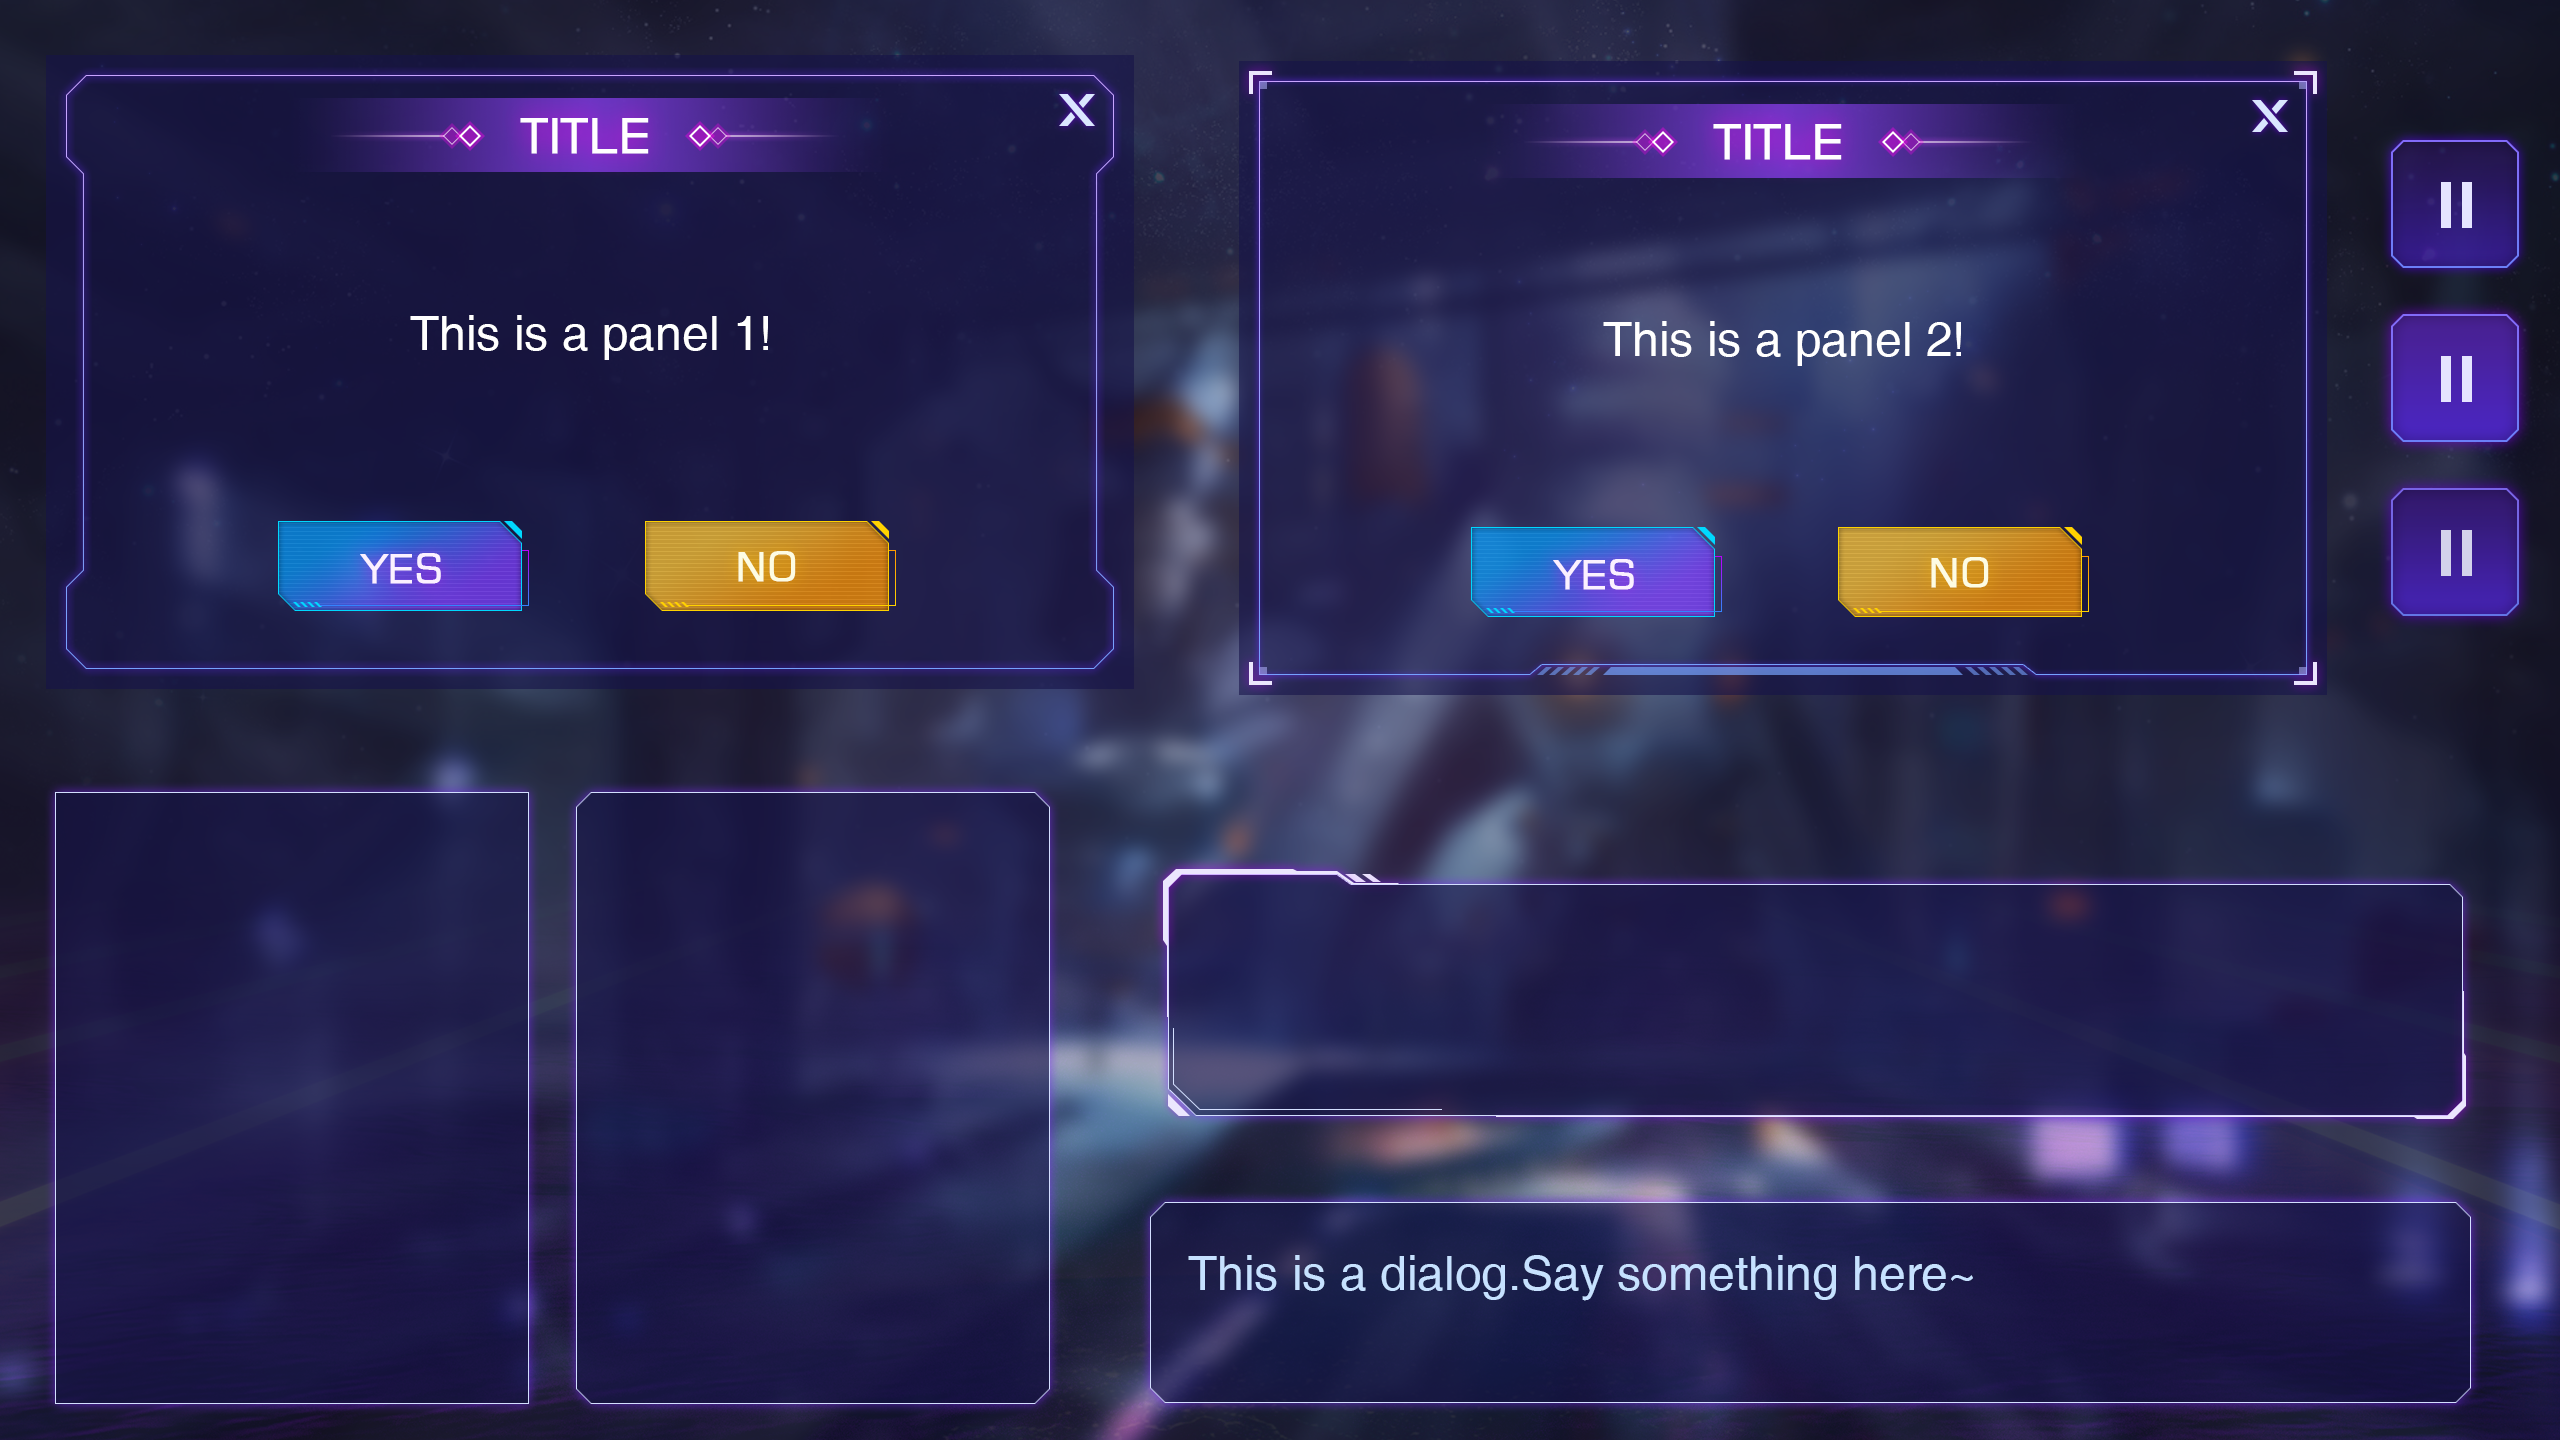 TITLE
X
This is a panel 1!
YES
NO
TITLE
X
This is a panel 2!
YES
NO
This is a dialog.Say something here~